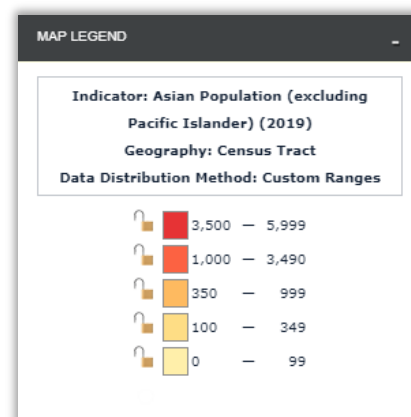 MAP LEGEND -
Indicator: Asian Population (excluding
Pacific Islander) (2019)
Geography: Census Tract
Data Distribution Method: Custom Ranges
3,500 — 5,999
1,000 — 3,490
350 — 999
100 — 349
0 — 99